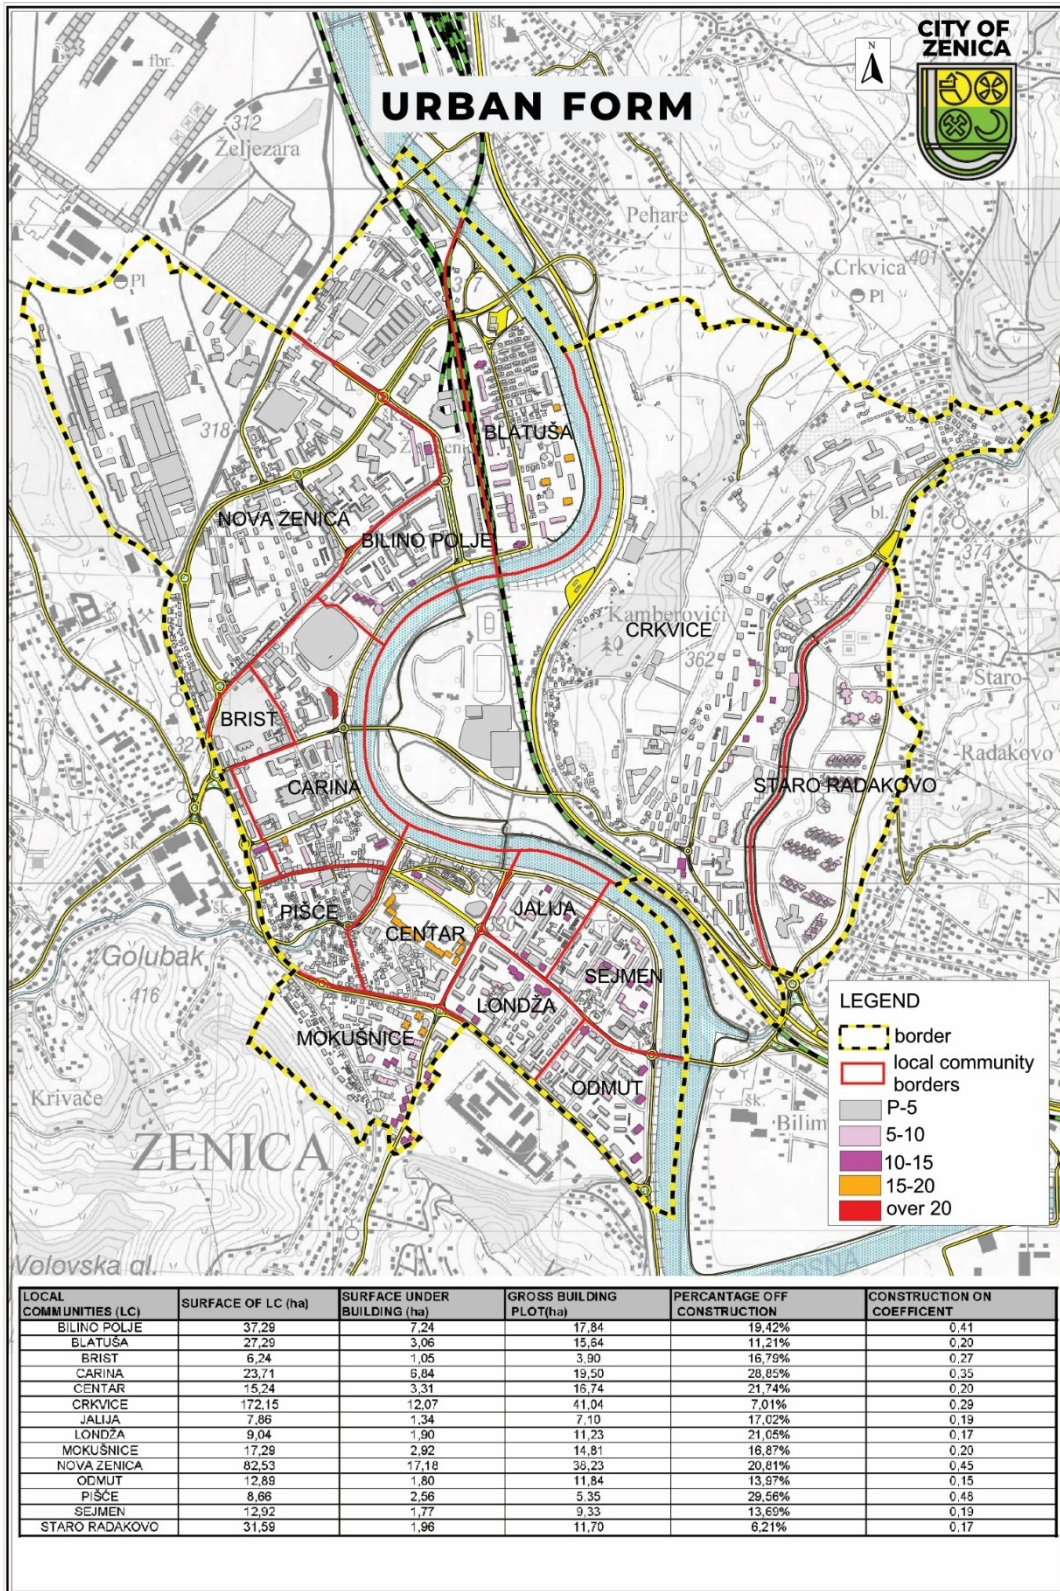 CITY OF
ZENICA
N
URBAN FORM
šk.
fbr.
312
Željezara
Pehare
401
Crkvica
Pl
Pl
317
318
BLATUŠA
NOVA ZENICA
BILINO POLJE
bl.
374
šk.
Kamberovići
CRKVICE
362
Staro
BRIST
327
Radakovo
CARINA
STARO RADAKOVO
šk.
PIŠĆE
JALIJA
CENTAR
320
šk.
Golubak
416
SEJMEN
LONDŽA
MOKUŠNICE
ODMUT
Krivače
šk.
Bilim
ZENICA
Volovska gl.
BOSNA
LEGEND
border
local community
borders
P-5
5-10
10-15
15-20
over 20
LOCAL COMMUNITIES (LC) SURFACE OF LC (ha) SURFACE UNDER BUILDING (ha) GROSS BUILDING PLOT(ha) PERCENTAGE OFF CONSTRUCTION CONSTRUCTION ON COEFFICENT
BILINO POLJE 37,29 7,24 17,84 19,42% 0,41
BLATUŠA 27,29 3,06 15,64 11,21% 0,20
BRIST 6,24 1,05 3,90 16,79% 0,27
CARINA 23,71 6,84 19,50 28,85% 0,35
CENTAR 15,24 3,31 16,74 21,74% 0,20
CRKVICE 172,15 12,07 41,04 7,01% 0,29
JALIJA 7,86 1,34 7,10 17,02% 0,19
LONDŽA 9,04 1,90 11,23 21,05% 0,17
MOKUŠNICE 17,29 2,92 14,81 16,87% 0,20
NOVA ZENICA 82,53 17,18 38,23 20,81% 0,45
ODMUT 12,89 1,80 11,84 13,97% 0,15
PIŠĆE 8,66 2,56 5,35 29,56% 0,48
SEJMEN 12,92 1,77 9,33 13,69% 0,19
STARO RADAKOVO 31,59 1,96 11,70 6,21% 0,17